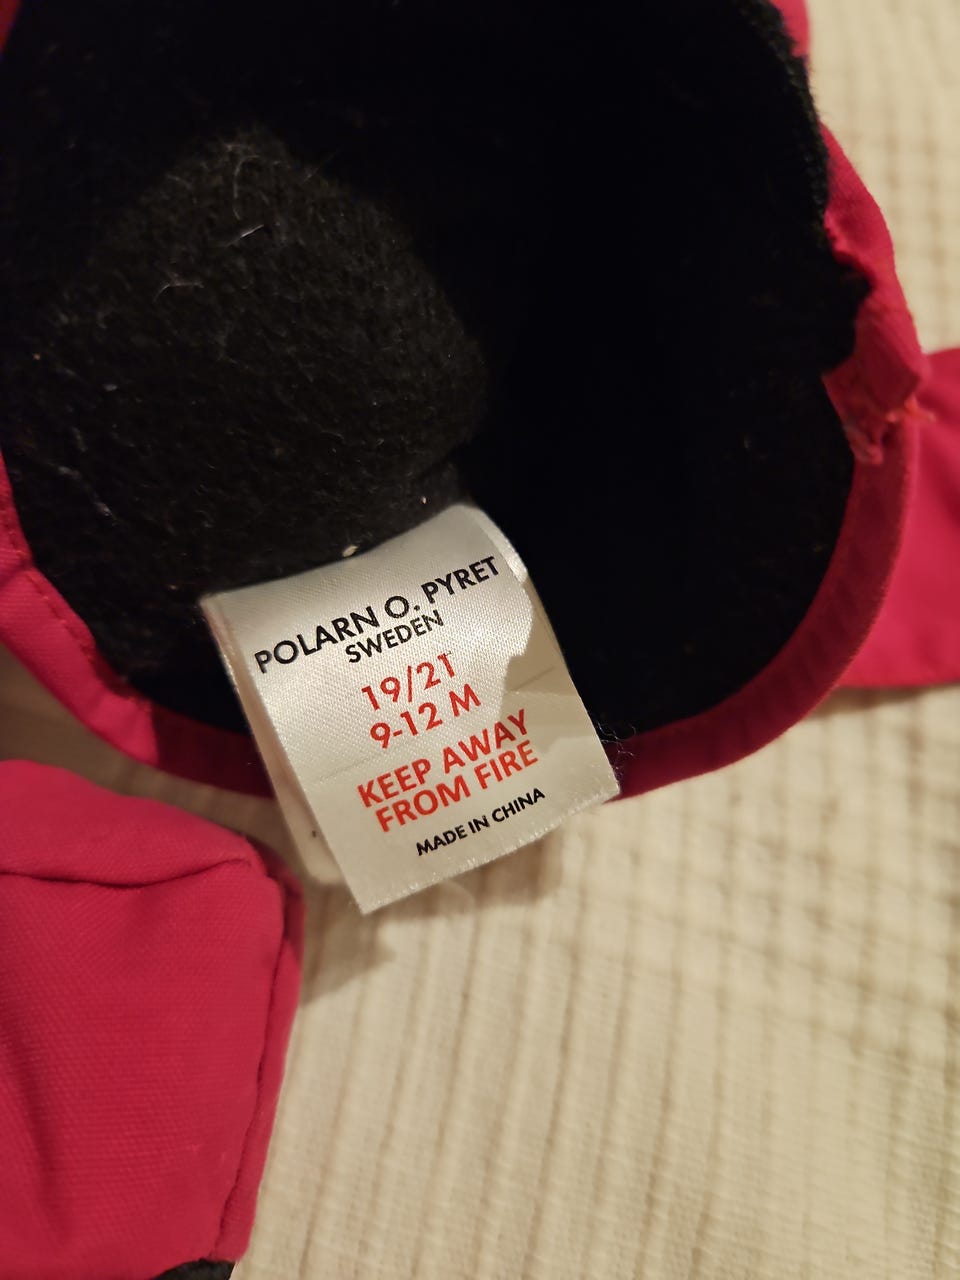 POLARN O. PYRET
SWEDEN
19/21
9-12 M
KEEP AWAY
FROM FIRE
MADE IN CHINA